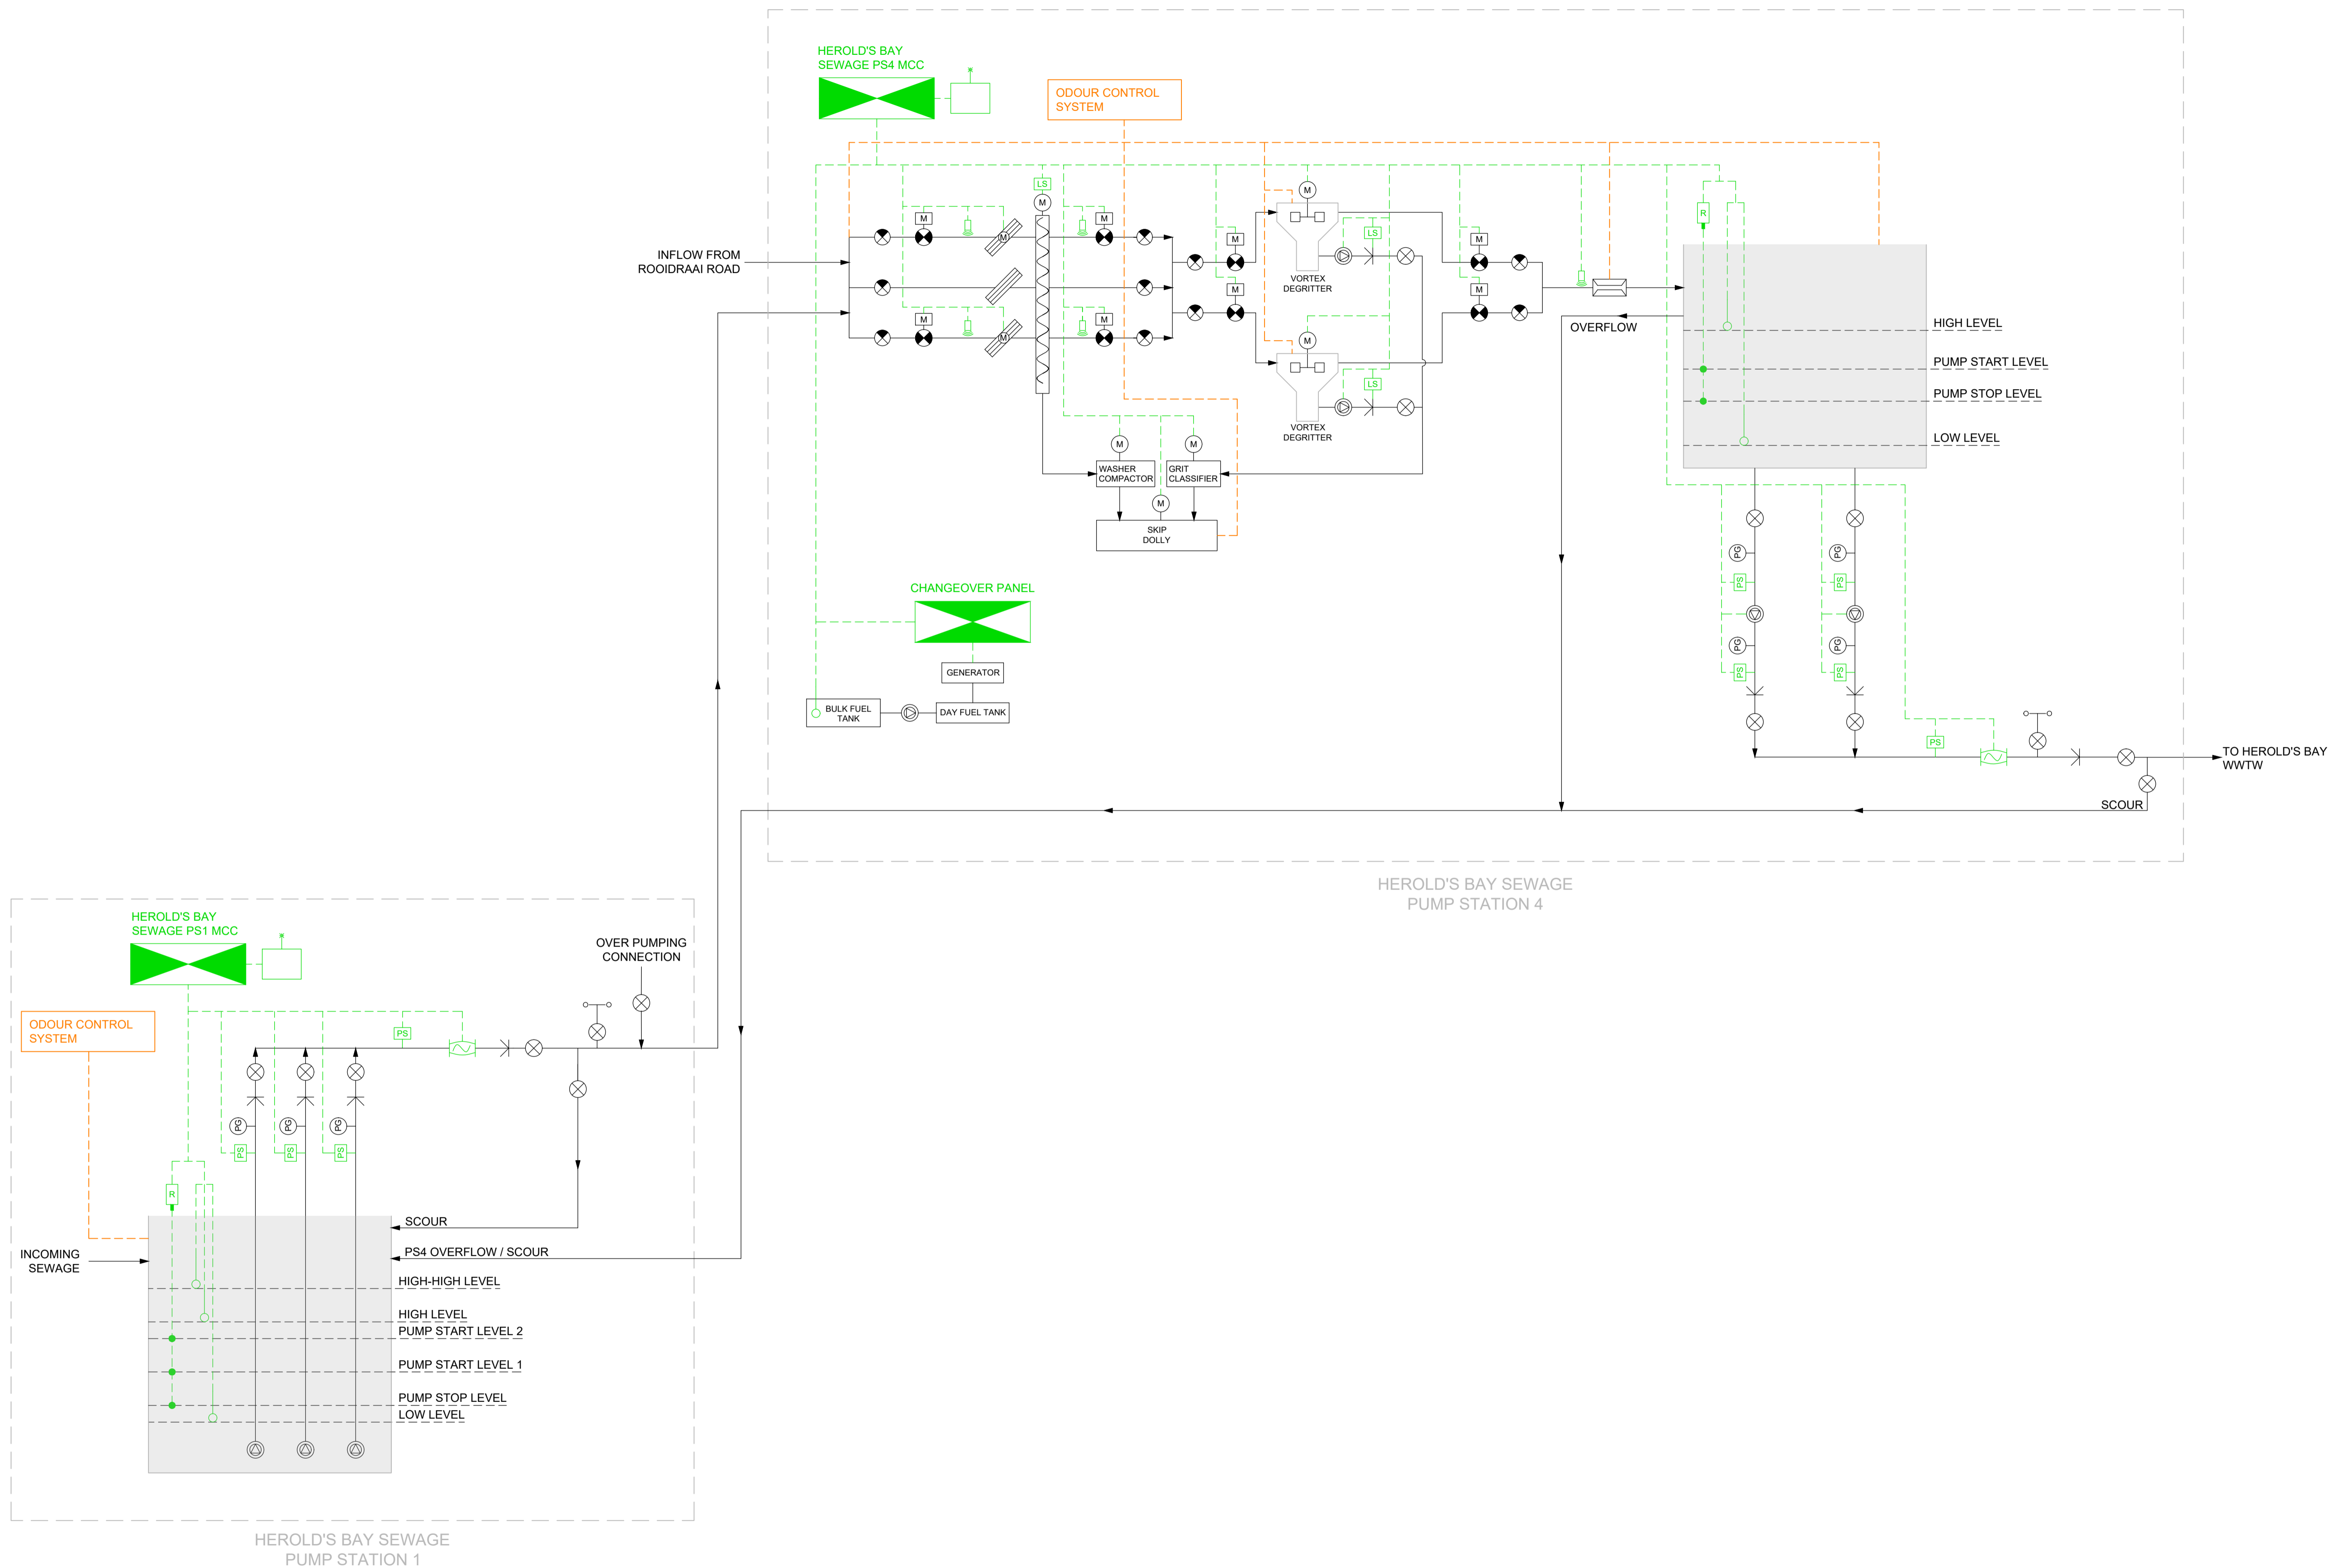 HEROLD'S BAY
SEWAGE PS4 MCC
ODOUR CONTROL
SYSTEM
LS
M
M
M
M
R
M
M
LS
INFLOW FROM
ROOIDRAAI ROAD
M
M
M
VORTEX
DEGRITTER
M
M
M
M
OVERFLOW
M
M
LS
VORTEX
DEGRITTER
HIGH LEVEL
PUMP START LEVEL
PUMP STOP LEVEL
LOW LEVEL
M
M
WASHER
COMPACTOR
GRIT
CLASSIFIER
M
SKIP
DOLLY
PG
PG
PS
PS
PG
PG
PS
PS
CHANGEOVER PANEL
GENERATOR
BULK FUEL
TANK
DAY FUEL TANK
PS
TO HEROLD'S BAY
WWTW
SCOUR
HEROLD'S BAY SEWAGE
PUMP STATION 4
HEROLD'S BAY
SEWAGE PS1 MCC
OVER PUMPING
CONNECTION
ODOUR CONTROL
SYSTEM
PS
PG
PG
PG
PS
PS
PS
R
SCOUR
PS4 OVERFLOW / SCOUR
INCOMING
SEWAGE
HIGH-HIGH LEVEL
HIGH LEVEL
PUMP START LEVEL 2
PUMP START LEVEL 1
PUMP STOP LEVEL
LOW LEVEL
HEROLD'S BAY SEWAGE
PUMP STATION 1